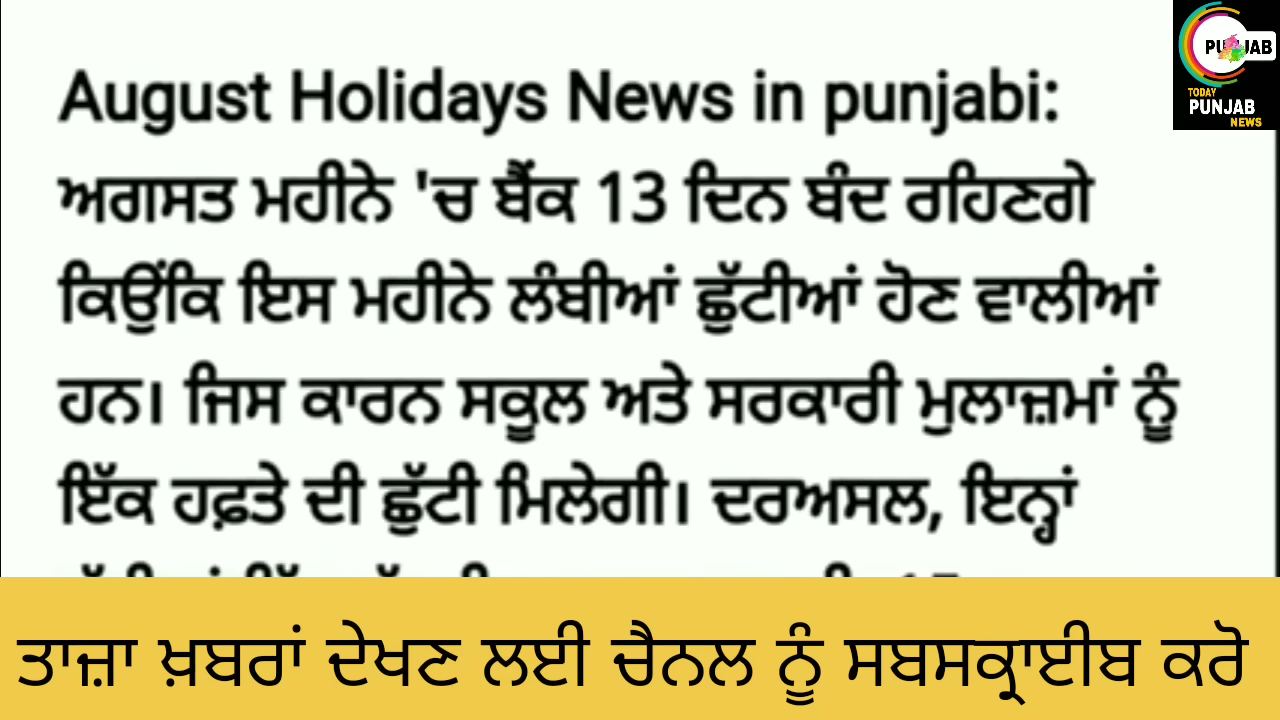 PUNJAB
TODAY
PUNJAB
NEWS
August Holidays News in punjabi:
ਅਗਸਤ ਮਹੀਨੇ 'ਚ ਬੈਂਕ 13 ਦਿਨ ਬੰਦ ਰਹਿਣਗੇ
ਕਿਉਂਕਿ ਇਸ ਮਹੀਨੇ ਲੰਬੀਆਂ ਛੁੱਟੀਆਂ ਹੋਣ ਵਾਲੀਆਂ
ਹਨ। ਜਿਸ ਕਾਰਨ ਸਕੂਲ ਅਤੇ ਸਰਕਾਰੀ ਮੁਲਾਜ਼ਮਾਂ ਨੂੰ
ਇੱਕ ਹਫ਼ਤੇ ਦੀ ਛੁੱਟੀ ਮਿਲੇਗੀ। ਦਰਅਸਲ, ਇਨ੍ਹਾਂ
ਤਾਜ਼ਾ ਖ਼ਬਰਾਂ ਦੇਖਣ ਲਈ ਚੈਨਲ ਨੂੰ ਸਬਸਕ੍ਰਾਈਬ ਕਰੋ